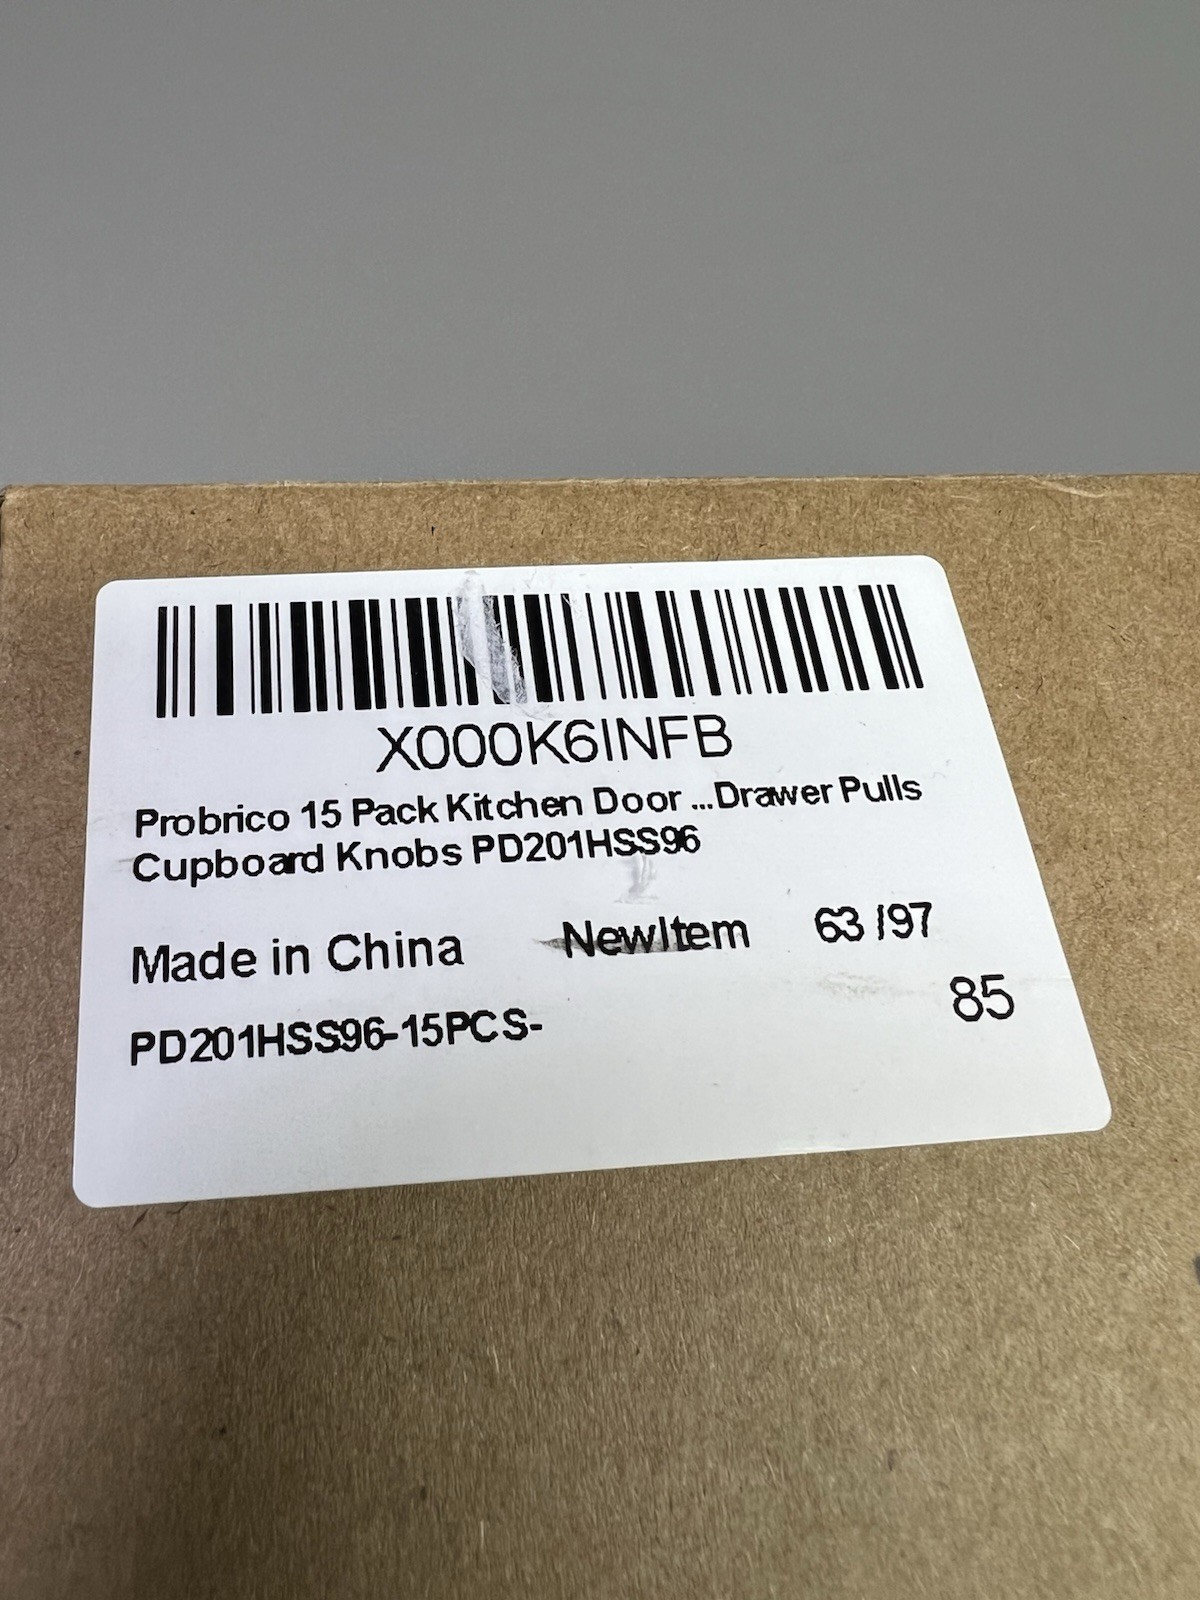 X000K6INFB
Probrico 15 Pack Kitchen Door ...Drawer Pulls
Cupboard Knobs PD201HSS96
Made in China NewItem 63 /97
PD201HSS96-15PCS- 85